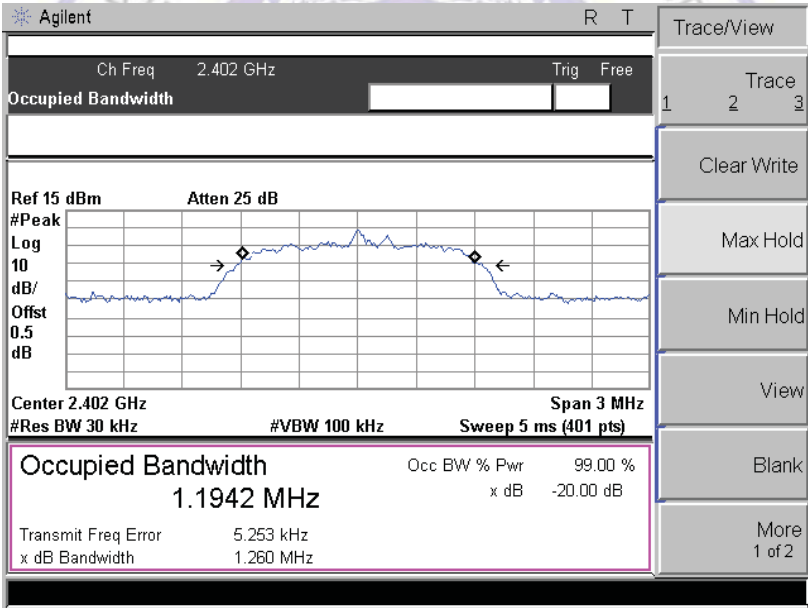 Agilent
R T
Trace/View
Ch Freq 2.402 GHz
Trig Free
Occupied Bandwidth
Trace
1 2 3
Clear Write
Max Hold
Min Hold
View
Blank
More
1 of 2
Ref 15 dBm
Atten 25 dB
#Peak
Log
10
dB/
Offst
0.5
dB
Center 2.402 GHz
Span 3 MHz
#Res BW 30 kHz
#VBW 100 kHz
Sweep 5 ms (401 pts)
Occupied Bandwidth
1.1942 MHz
Occ BW % Pwr 99.00 %
x dB -20.00 dB
Transmit Freq Error 5.253 kHz
x dB Bandwidth 1.260 MHz